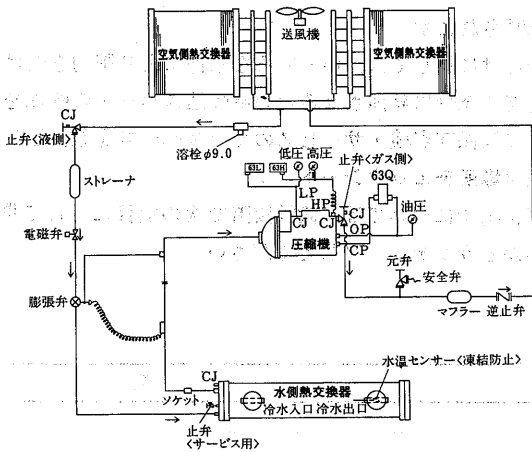 送風機
空気側熱交換器
空気側熱交換器
CJ
止弁<液側>
溶栓φ9.0
低圧 高圧
止弁<ガス側>
63L
63H
63Q
ストレーナ
LP
HP
CJ
油圧
CJ
CJ
OP
電磁弁
圧縮機
CP
元弁
安全弁
膨張弁
マフラー
逆止弁
水温センサー<凍結防止>
CJ
水側熱交換器
ソケット
冷水入口 冷水出口
止弁
<サービス用>